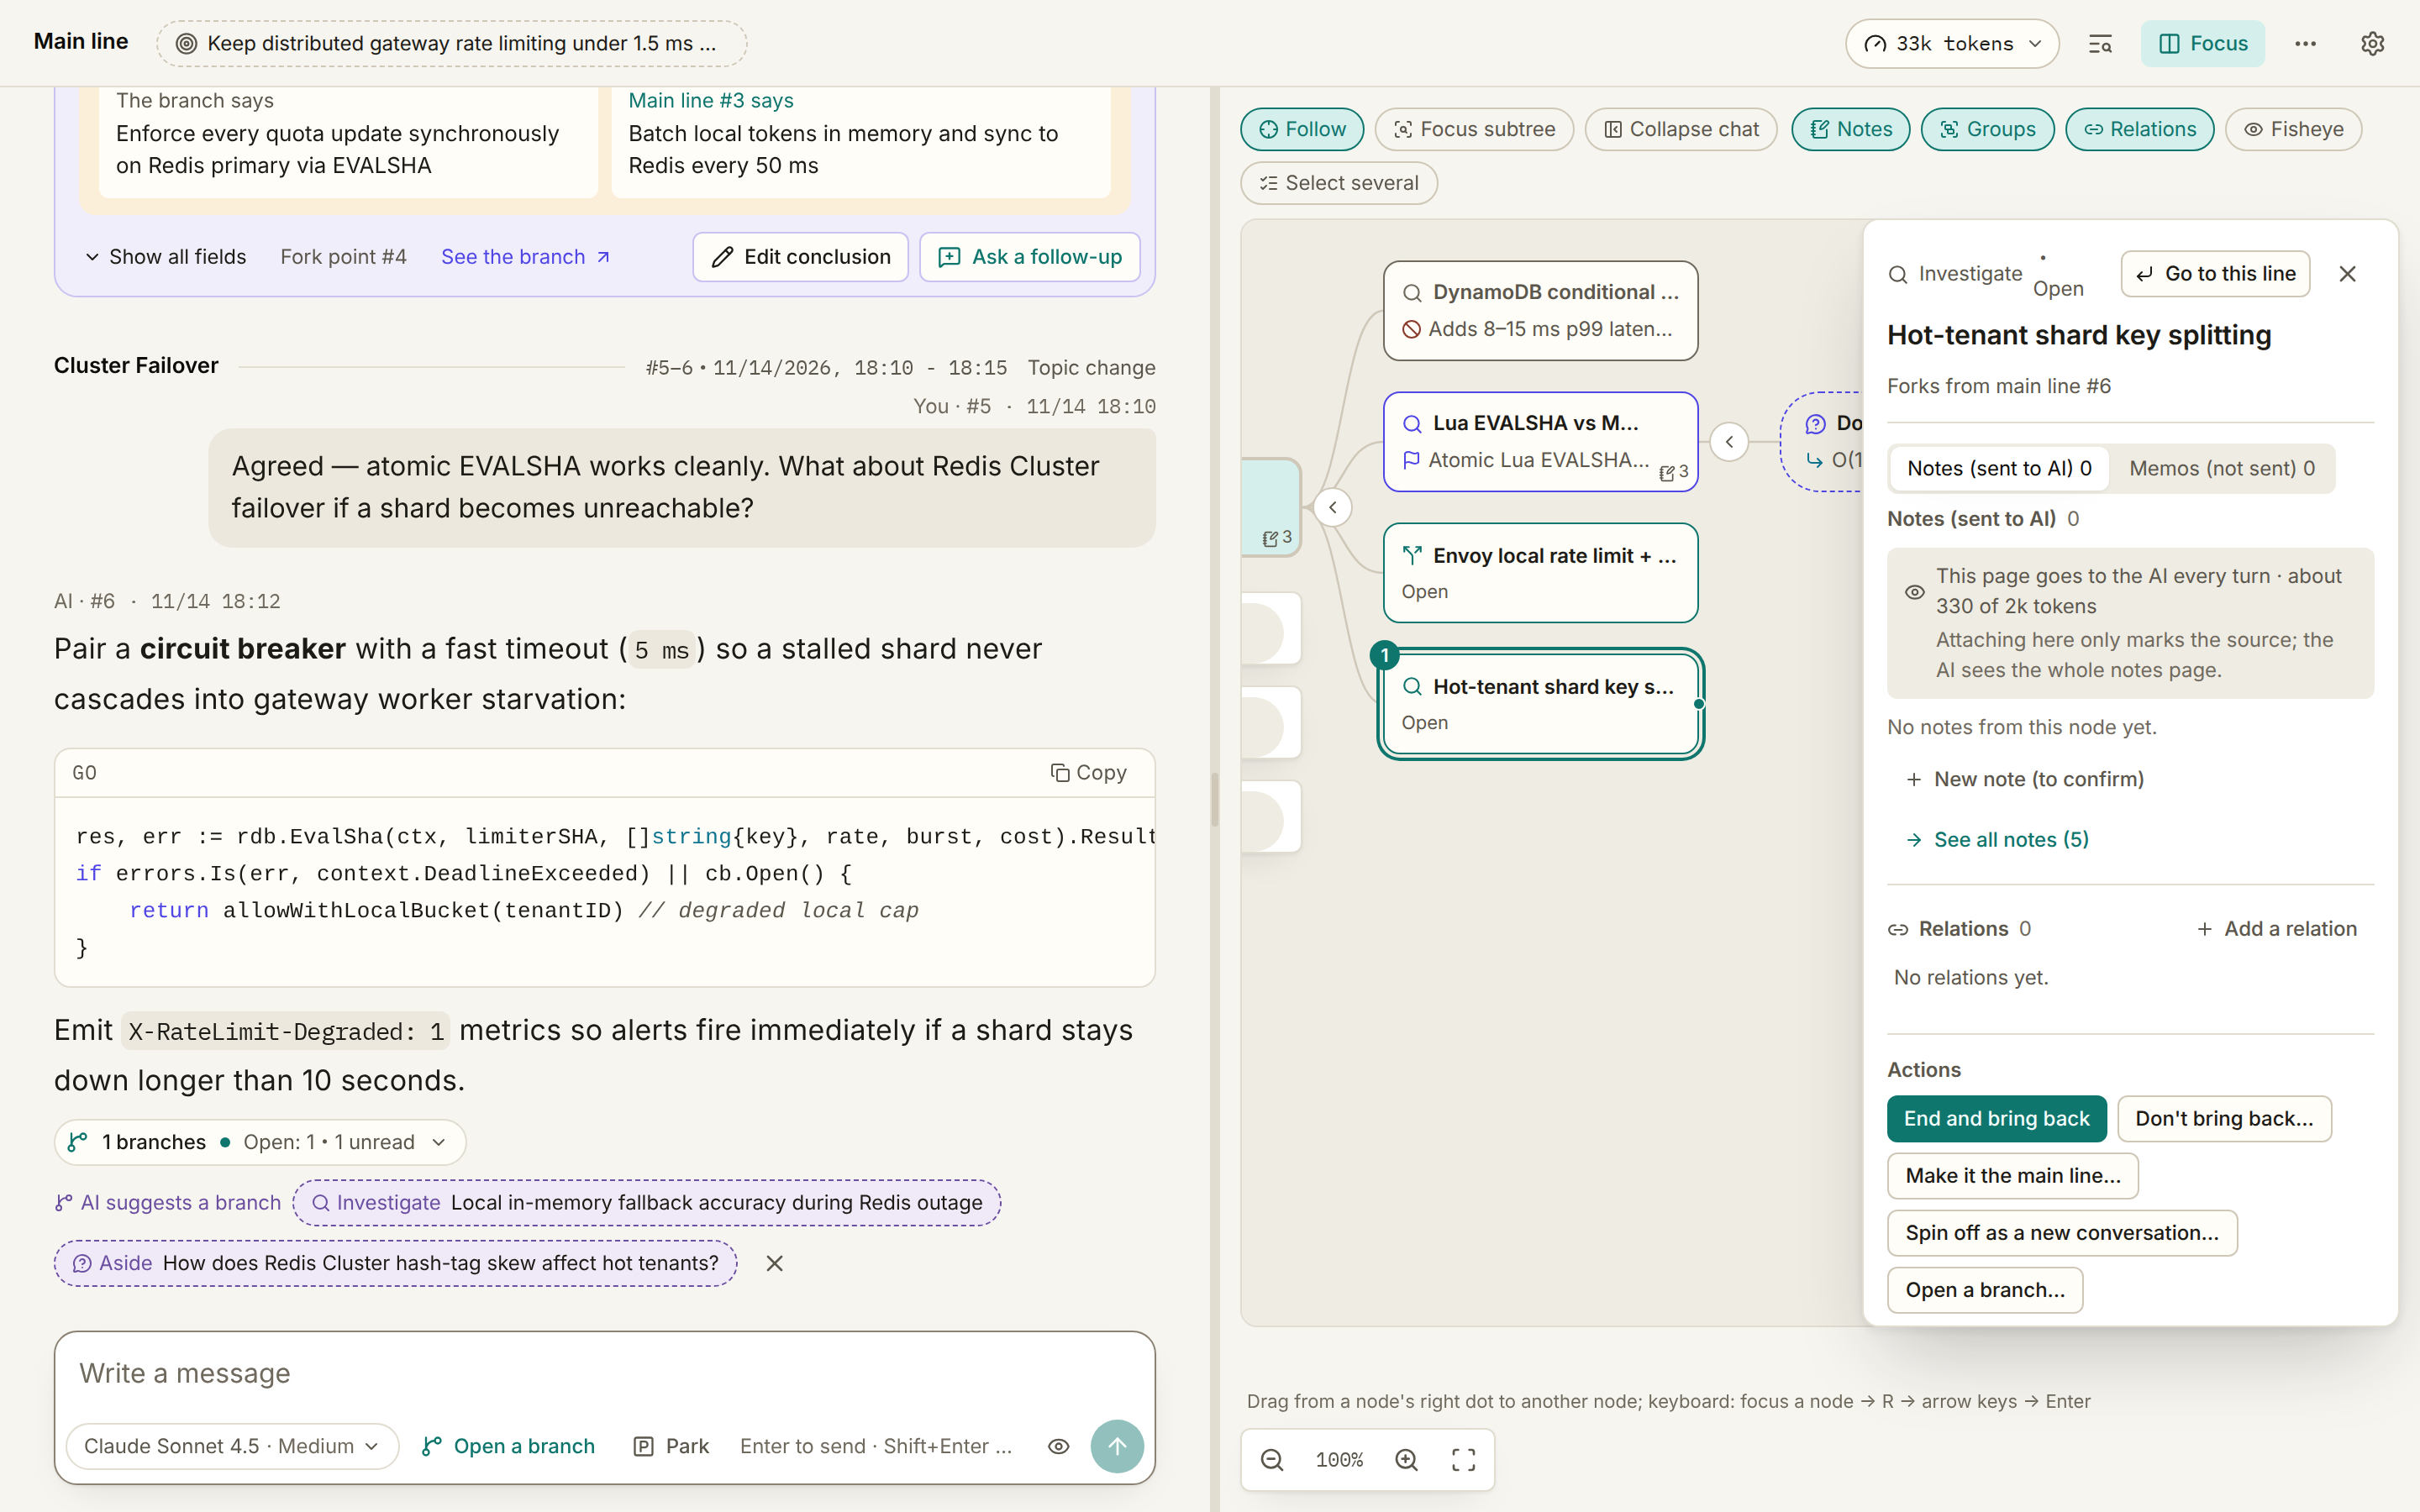 Main line
Keep distributed gateway rate limiting under 1.5 ms ...
33k tokens
Focus
The branch says
Enforce every quota update synchronously
on Redis primary via EVALSHA
Main line #3 says
Batch local tokens in memory and sync to
Redis every 50 ms
Show all fields
Fork point #4
See the branch
Edit conclusion
Ask a follow-up
Cluster Failover
#5–6 • 11/14/2026, 18:10 - 18:15 Topic change
You · #5 · 11/14 18:10
Agreed — atomic EVALSHA works cleanly. What about Redis Cluster
failover if a shard becomes unreachable?
AI · #6 · 11/14 18:12
Pair a circuit breaker with a fast timeout (5 ms) so a stalled shard never
cascades into gateway worker starvation:
GO
Copy
res, err := rdb.EvalSha(ctx, limiterSHA, []string{key}, rate, burst, cost).Result
if errors.Is(err, context.DeadlineExceeded) || cb.Open() {
return allowWithLocalBucket(tenantID) // degraded local cap
}
Emit X-RateLimit-Degraded: 1 metrics so alerts fire immediately if a shard stays
down longer than 10 seconds.
1 branches Open: 1 • 1 unread
AI suggests a branch
Investigate Local in-memory fallback accuracy during Redis outage
Aside How does Redis Cluster hash-tag skew affect hot tenants?
Write a message
Claude Sonnet 4.5 · Medium
Open a branch
Park
Enter to send · Shift+Enter ...
Follow
Focus subtree
Collapse chat
Notes
Groups
Relations
Fisheye
Select several
3
DynamoDB conditional ...
Adds 8–15 ms p99 laten...
Lua EVALSHA vs M...
Atomic Lua EVALSHA...
3
Do
O(1
Envoy local rate limit + ...
Open
1
Hot-tenant shard key s...
Open
Investigate
• Open
Go to this line
Hot-tenant shard key splitting
Forks from main line #6
Notes (sent to AI) 0
Memos (not sent) 0
Notes (sent to AI) 0
This page goes to the AI every turn · about
330 of 2k tokens
Attaching here only marks the source; the
AI sees the whole notes page.
No notes from this node yet.
New note (to confirm)
See all notes (5)
Relations 0
Add a relation
No relations yet.
Actions
End and bring back
Don't bring back...
Make it the main line...
Spin off as a new conversation...
Open a branch...
Drag from a node's right dot to another node; keyboard: focus a node → R → arrow keys → Enter
100%